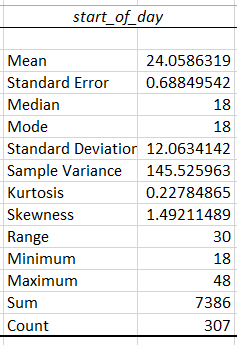 start_of_day
Mean 24.0586319
Standard Error 0.68849542
Median 18
Mode 18
Standard Deviatior 12.0634142
Sample Variance 145.525963
Kurtosis 0.22784865
Skewness 1.49211489
Range 30
Minimum 18
Maximum 48
Sum 7386
Count 307